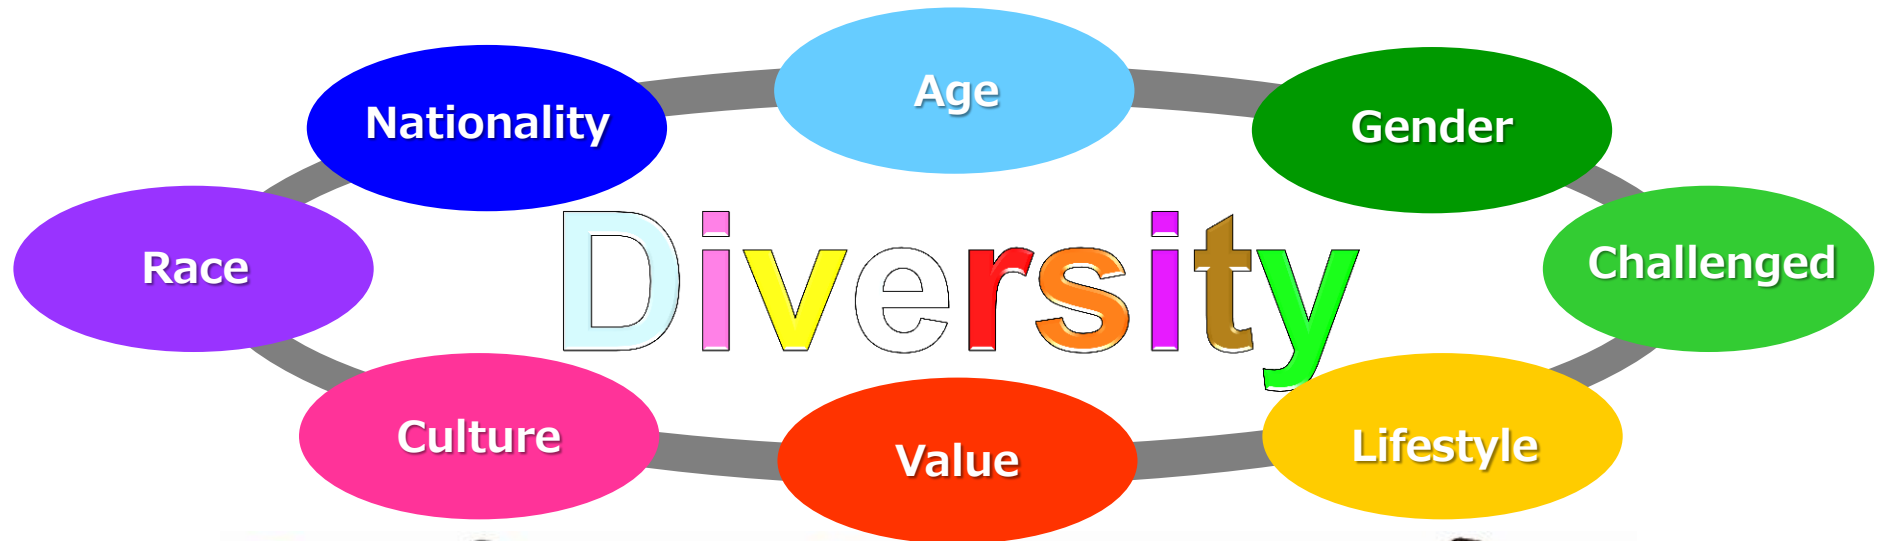 Age
Nationality
Gender
Race
Diversity
Challenged
Culture
Value
Lifestyle